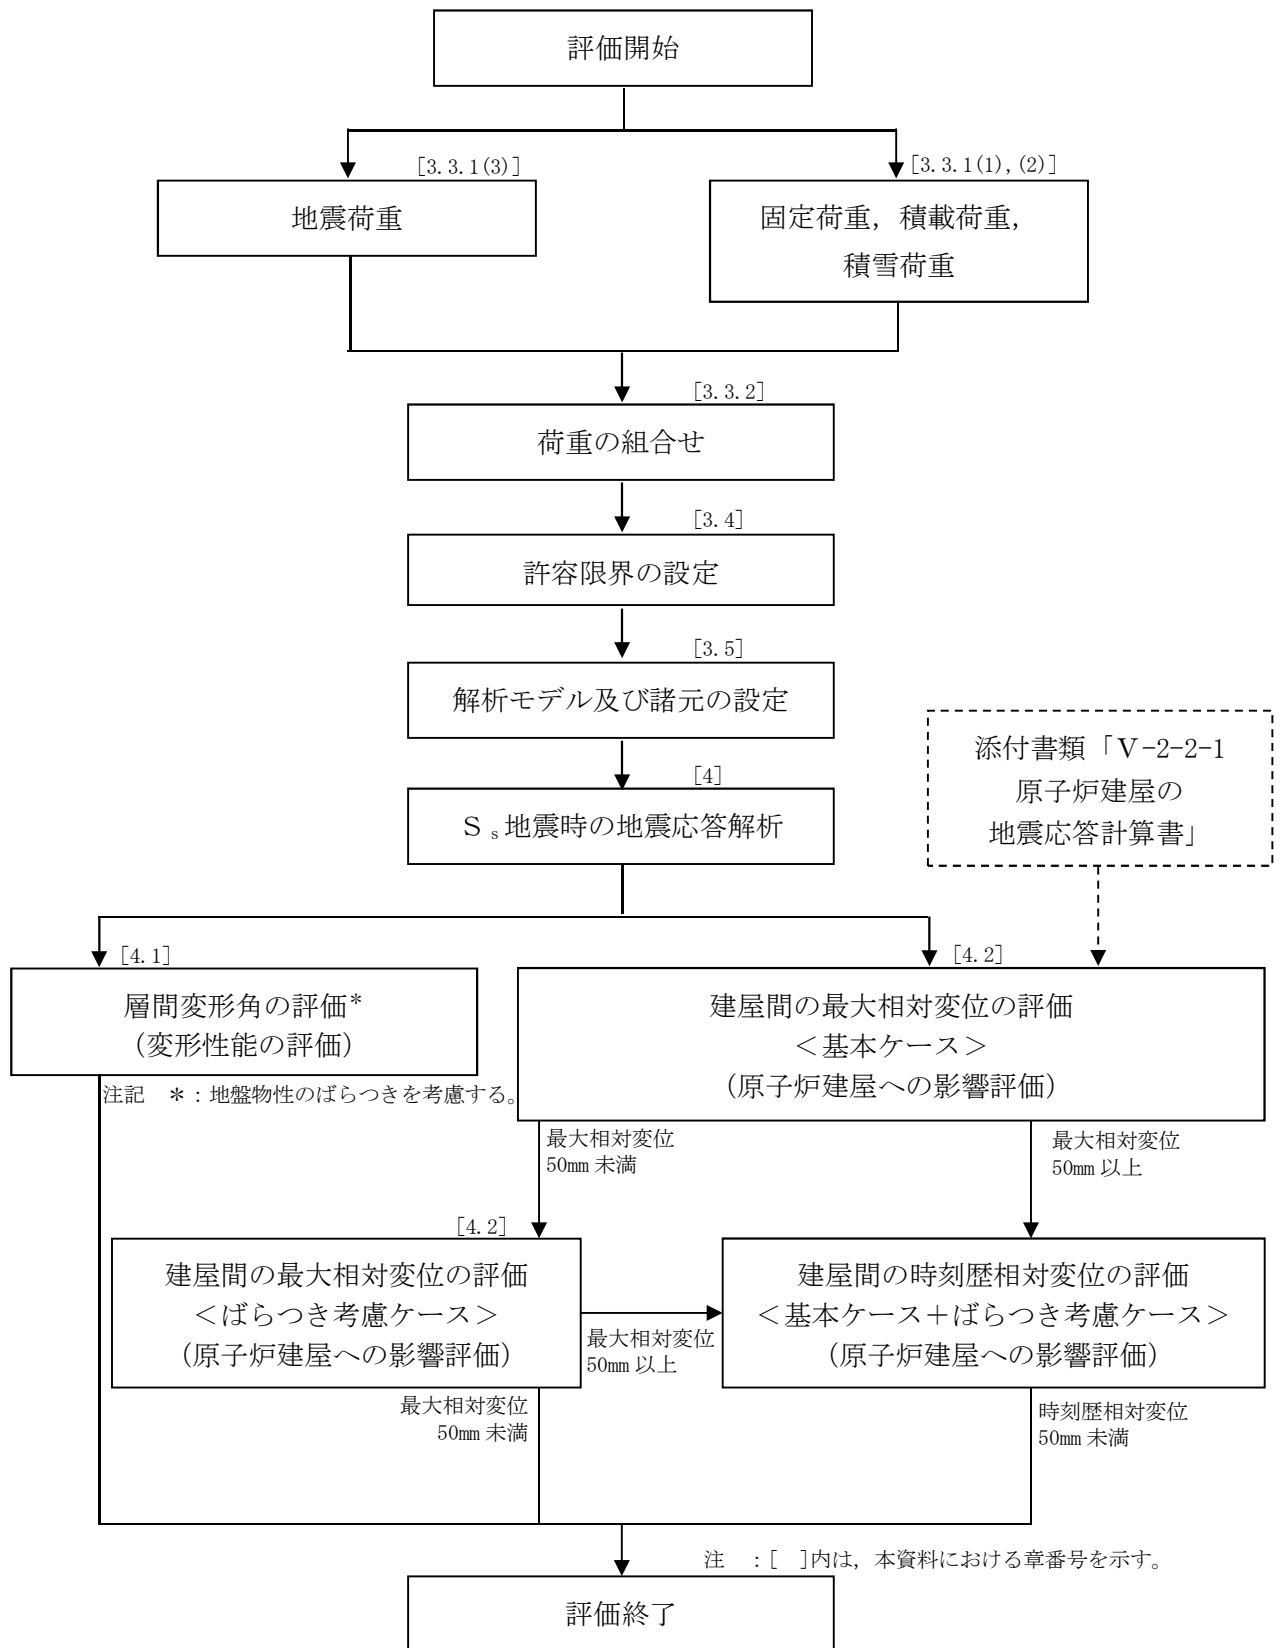 評価開始
[3.3.1(3)]
[3.3.1(1),(2)]
地震荷重
固定荷重，積載荷重，
積雪荷重
[3.3.2]
荷重の組合せ
[3.4]
許容限界の設定
[3.5]
解析モデル及び諸元の設定
[4]
Ｓｓ地震時の地震応答解析
添付書類「Ⅴ-2-2-1
原子炉建屋の
地震応答計算書」
[4.1]
層間変形角の評価*
（変形性能の評価）
注記　＊：地盤物性のばらつきを考慮する。
[4.2]
建屋間の最大相対変位の評価
＜基本ケース＞
（原子炉建屋への影響評価）
最大相対変位
50mm 未満
最大相対変位
50mm 以上
[4.2]
建屋間の最大相対変位の評価
＜ばらつき考慮ケース＞
（原子炉建屋への影響評価）
最大相対変位
50mm 以上
建屋間の時刻歴相対変位の評価
＜基本ケース＋ばらつき考慮ケース＞
（原子炉建屋への影響評価）
最大相対変位
50mm 未満
時刻歴相対変位
50mm 未満
注　：[　]内は，本資料における章番号を示す。
評価終了